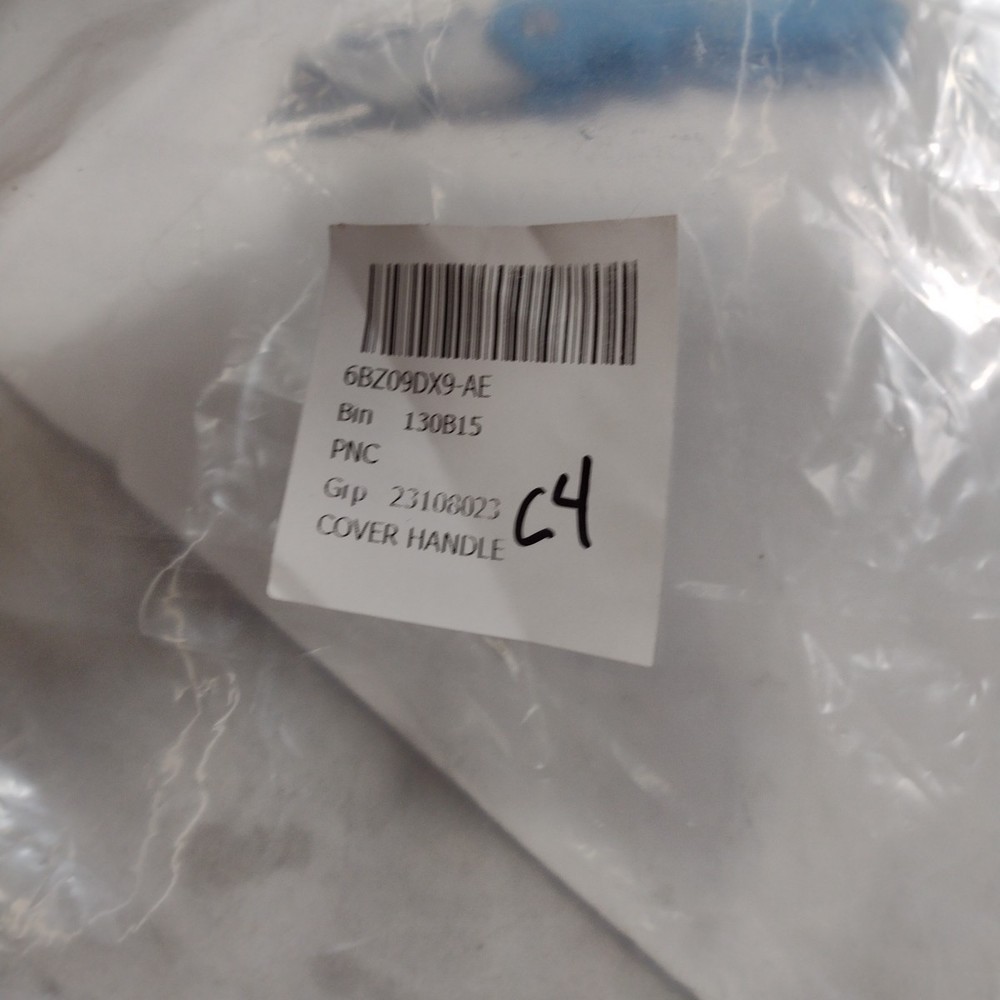 6BZ09DX9-AE
Bin 130B15
PNC
Grp 23108023
COVER HANDLE
C4